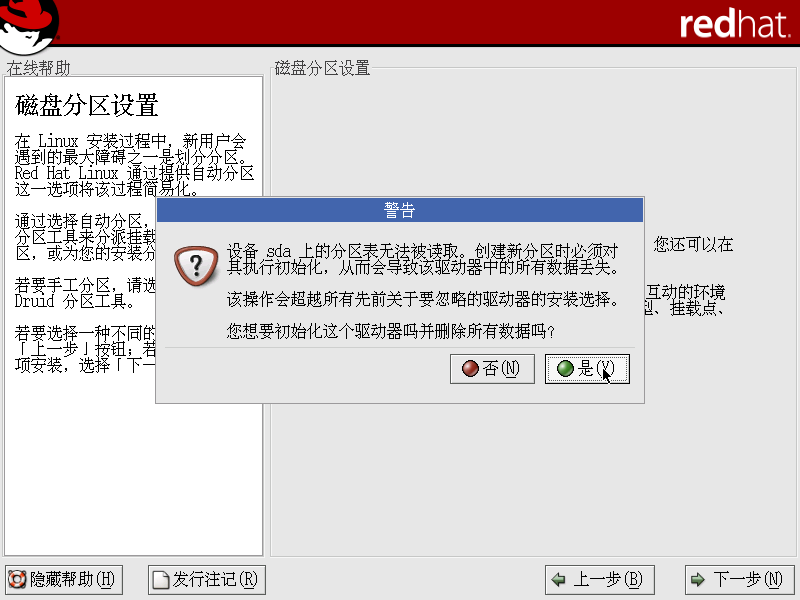 redhat.
在线帮助
磁盘分区设置
在 Linux 安装过程中，新用户会
遇到的最大障碍之一是划分分区。
Red Hat Linux 通过提供自动分区
这一选项将该过程简易化。
通过选择自动分区，
分区工具来分派挂载
区，或为您的安装分
若要手工分区，请选
Druid 分区工具。
若要选择一种不同的
「上一步」按钮；若
项安装，选择「下一
磁盘分区设置
您还可以在
互动的环境
、挂载点、
警告
设备 sda 上的分区表无法被读取。创建新分区时必须对
其执行初始化，从而会导致该驱动器中的所有数据丢失。
该操作会超越所有先前关于要忽略的驱动器的安装选择。
您想要初始化这个驱动器吗并删除所有数据吗？
否(N)
是(Y)
隐藏帮助(H)
发行注记(R)
上一步(B)
下一步(N)